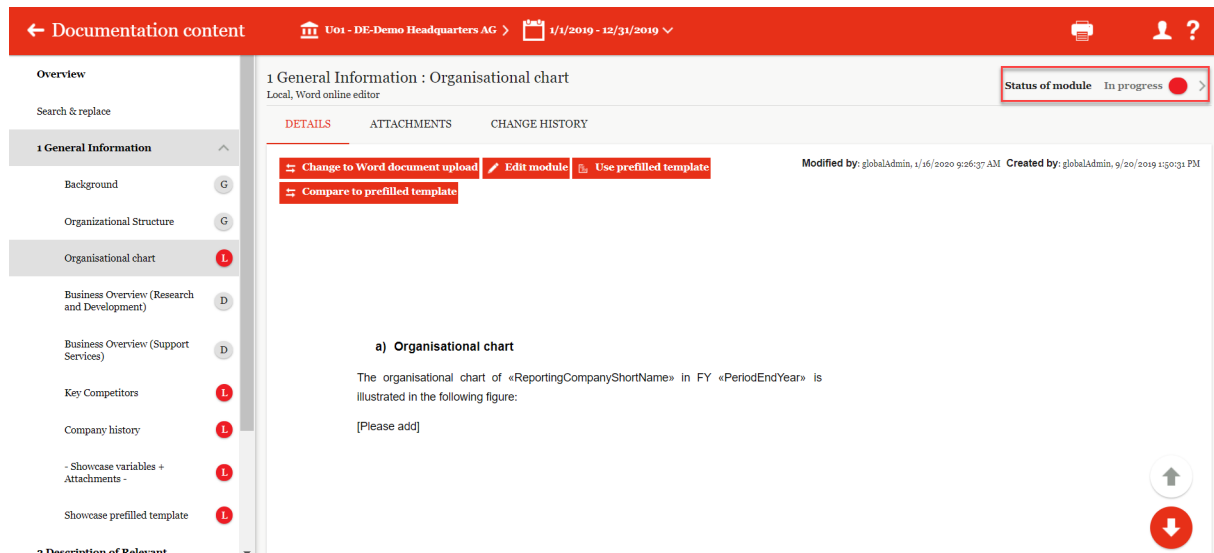 Documentation content
U01 - DE-Demo Headquarters AG
1/1/2019 - 12/31/2019
?
Overview
Search & replace
1 General Information
Background G
Organizational Structure G
Organisational chart L
Business Overview (Research
and Development) D
Business Overview (Support
Services) D
Key Competitors L
Company history L
- Showcase variables +
Attachments - L
Showcase prefilled template L
2 Description of Relevant
1 General Information : Organisational chart
Local, Word online editor
Status of module In progress
DETAILS ATTACHMENTS CHANGE HISTORY
Change to Word document upload Edit module Use prefilled template
Compare to prefilled template
Modified by: globalAdmin, 1/16/2020 9:26:37 AM Created by: globalAdmin, 9/20/2019 1:50:31 PM
a) Organisational chart
The organisational chart of «ReportingCompanyShortName» in FY «PeriodEndYear» is
illustrated in the following figure:
[Please add]